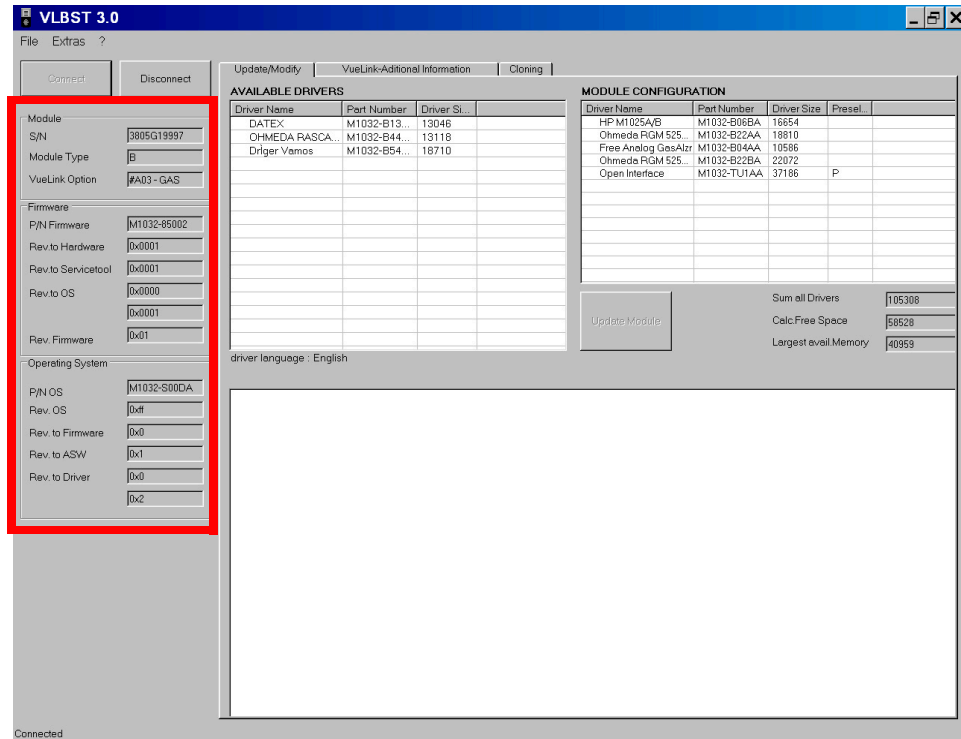 VLBST 3.0
File Extras ?
Connect Disconnect
Module
S/N 3805G19997
Module Type B
VueLink Option #A03 - GAS
Firmware
P/N Firmware M1032-85002
Rev.to Hardware 0x0001
Rev.to Servicetool 0x0001
Rev.to OS 0x0000
0x0001
Rev. Firmware 0x01
Operating System
P/N OS M1032-S00DA
Rev. OS 0xff
Rev. to Firmware 0x0
Rev. to ASW 0x1
Rev. to Driver 0x0
0x2
Update/Modify VueLink-Aditional Information Cloning
AVAILABLE DRIVERS
Driver Name Part Number Driver Si...
DATEX M1032-B13... 13046
OHMEDA RASCA... M1032-B44... 13118
Drlger Vamos M1032-B54... 18710
driver language : English
MODULE CONFIGURATION
Driver Name Part Number Driver Size Presel...
HP M1025A/B M1032-B06BA 16654
Ohmeda RGM 525... M1032-B22AA 18810
Free Analog GasAlzr M1032-B04AA 10586
Ohmeda RGM 525... M1032-B22BA 22072
Open Interface M1032-TU1AA 37186 P
Update Module
Sum all Drivers 105308
Calc.Free Space 58528
Largest avail.Memory 40959
Connected